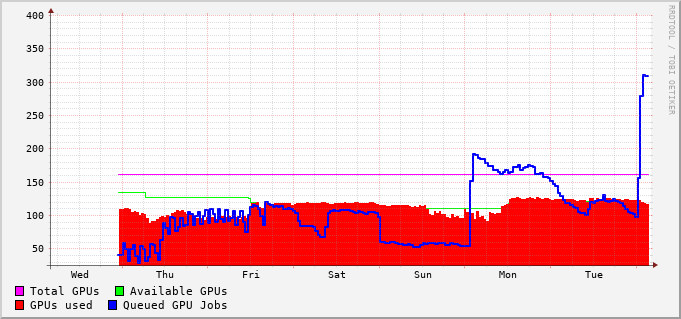 400
350
300
250
200
150
100
50
Wed Thu Fri Sat Sun Mon Tue
Total GPUs Available GPUs
GPUs used Queued GPU Jobs
RRDTOOL / TOBI OETIKER